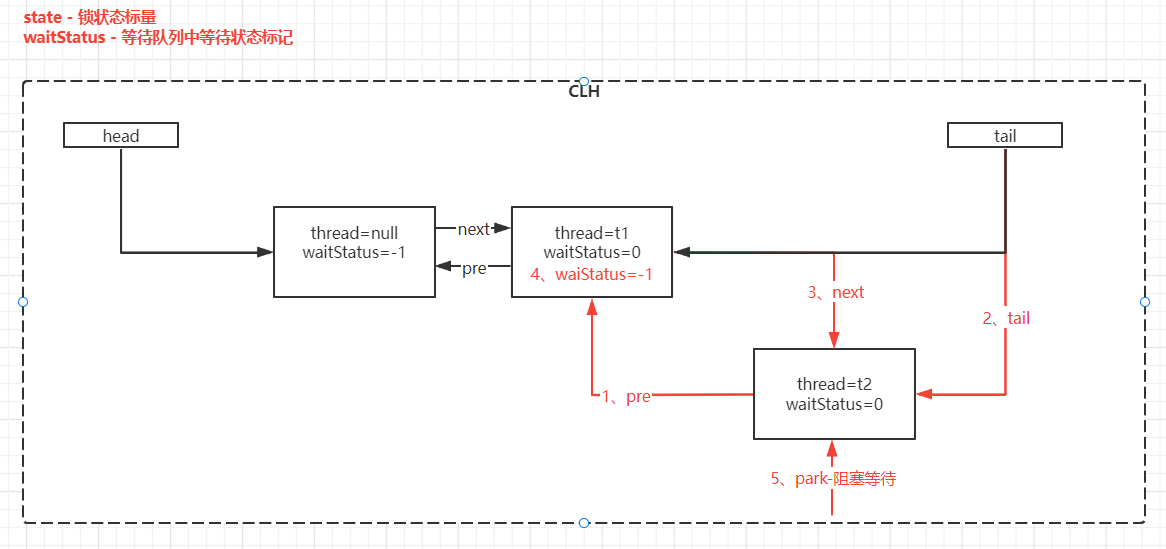 state - 锁状态标量
waitStatus - 等待队列中等待状态标记
CLH
head
tail
thread=null
waitStatus=-1
next
pre
thread=t1
waitStatus=0
4、waiStatus=-1
3、next
2、tail
1、pre
thread=t2
waitStatus=0
5、park-阻塞等待